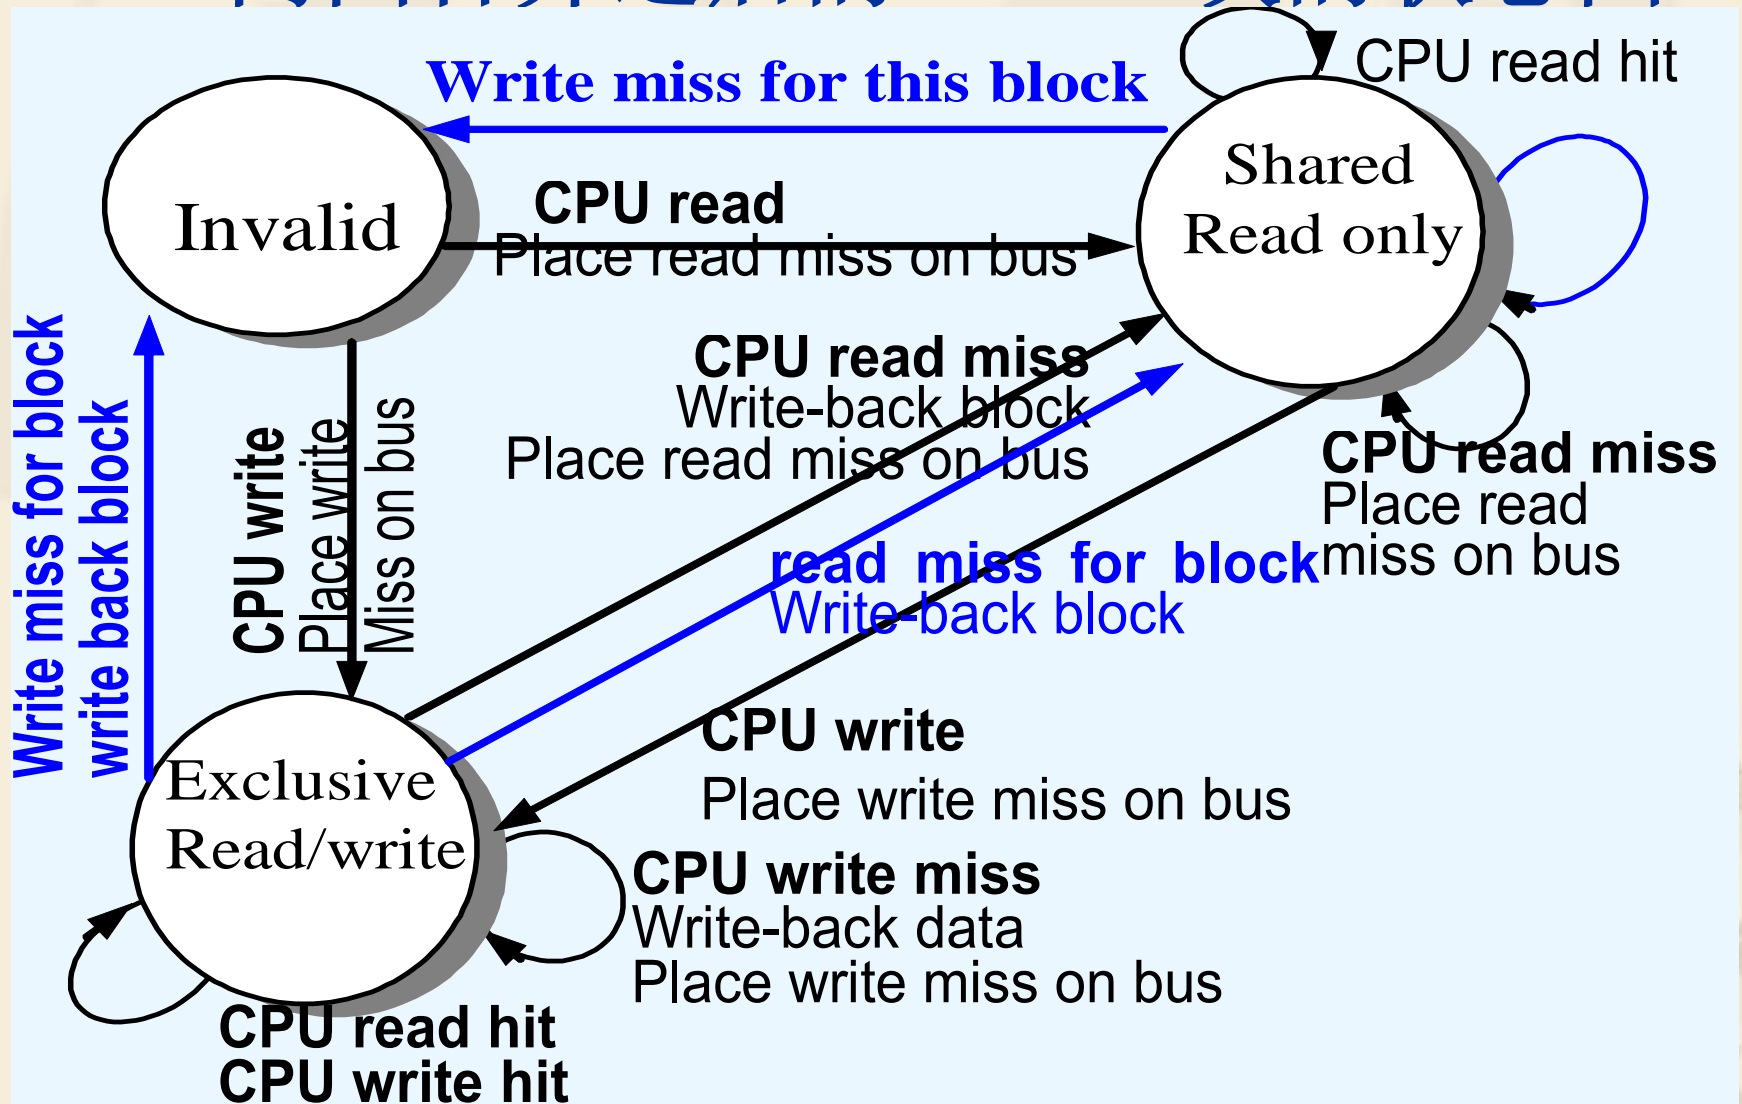 Write miss for this block
CPU read hit
Invalid
Shared
Read only
CPU read
Place read miss on bus
CPU read miss
Write-back block
Place read miss on bus
Write miss for block
write back block
CPU write
Place write
Miss on bus
CPU read miss
Place read
miss on bus
read miss for block
Write-back block
CPU write
Place write miss on bus
Exclusive
Read/write
CPU write miss
Write-back data
Place write miss on bus
CPU read hit
CPU write hit